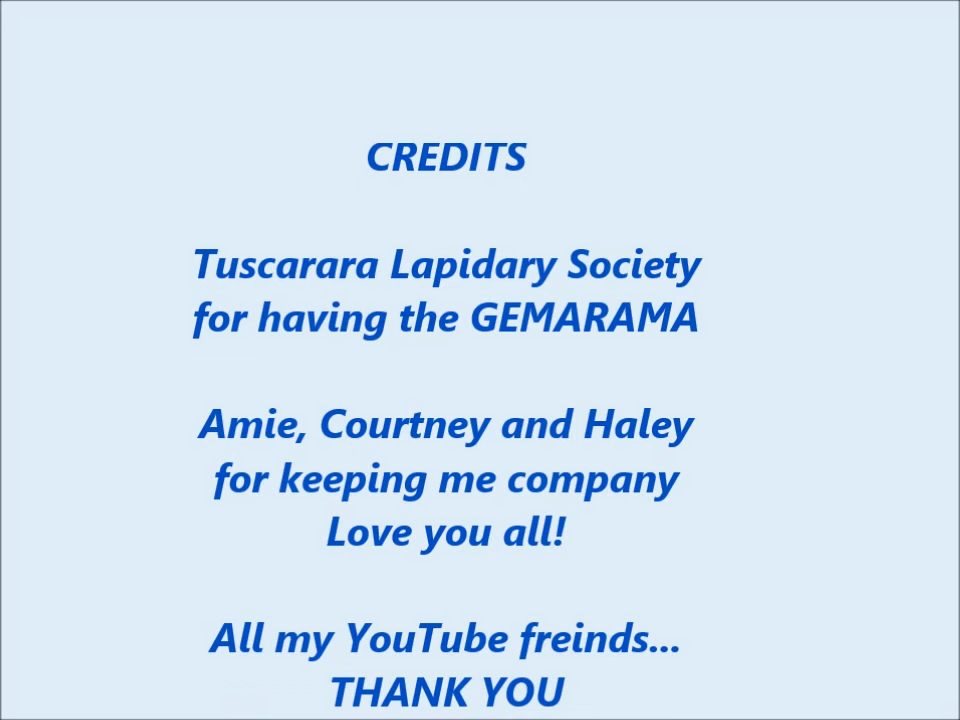 CREDITS
Tuscarara Lapidary Society
for having the GEMARAMA
Amie, Courtney and Haley
for keeping me company
Love you all!
All my YouTube freinds...
THANK YOU